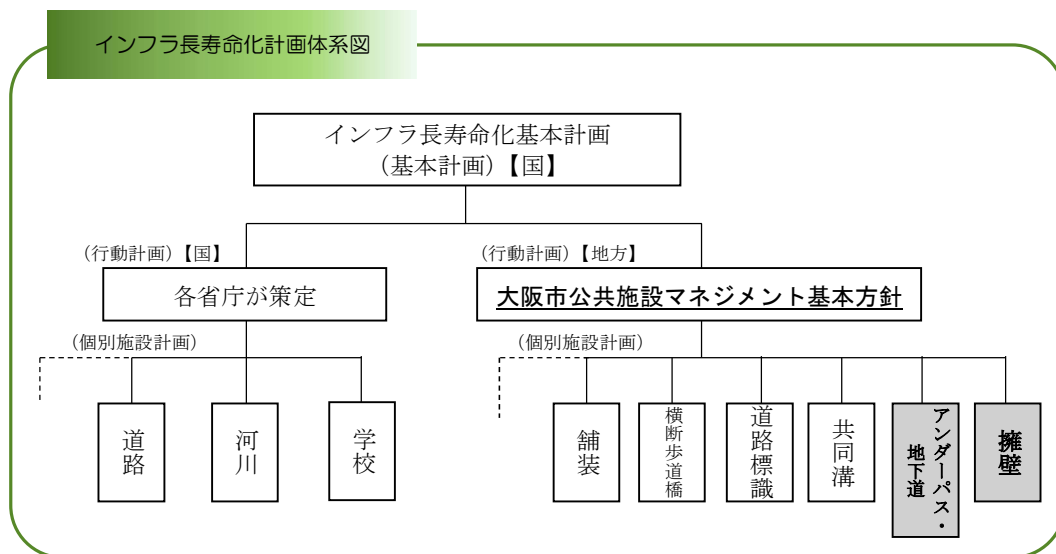 インフラ長寿命化計画体系図
インフラ長寿命化基本計画
(基本計画)【国】
(行動計画)【国】
(行動計画)【地方】
各省庁が策定
大阪市公共施設マネジメント基本方針
(個別施設計画)
(個別施設計画)
道路
河川
学校
舗装
横断歩道橋
道路標識
共同溝
アンダーパス・
地下道
擁壁